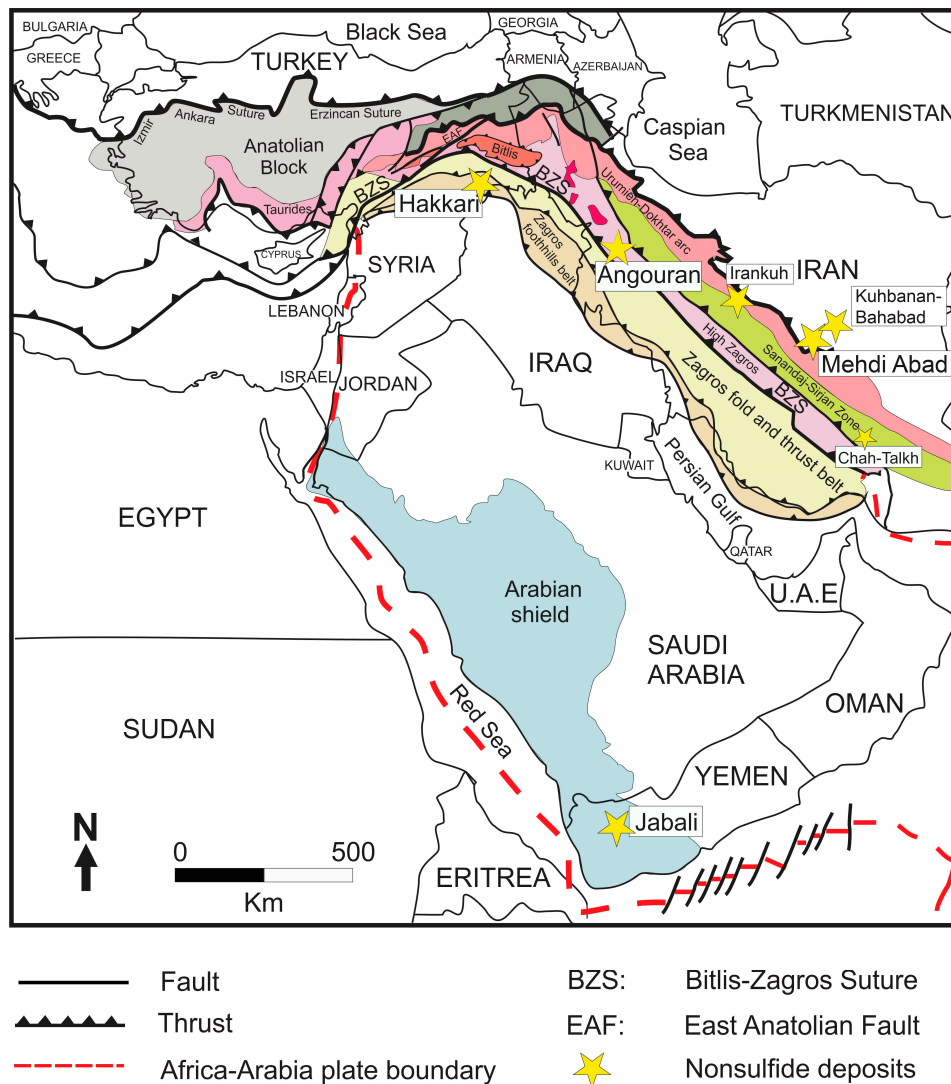 BULGARIA
GREECE
Black Sea
GEORGIA
TURKEY
ARMENIA
AZERBAIJAN
TURKMENISTAN
Caspian
Sea
Izmir
Ankara
Suture
Erzincan Suture
Anatolian
Block
EAF
Bitlis
BZS
BZS
Taurides
Hakkari
Urumieh-Dokhtar arc
CYPRUS
SYRIA
Zagros
foothhills belt
Angouran
Irankuh
IRAN
Kuhbanan-
Bahabad
LEBANON
Mehdi Abad
IRAQ
High Zagros
BZS
Sanandaj-Sirjan Zone
ISRAEL
JORDAN
Zagros fold and thrust belt
Chah-Talkh
KUWAIT
Persian Gulf
EGYPT
QATAR
U.A.E
Arabian
shield
SAUDI
ARABIA
OMAN
SUDAN
Red Sea
YEMEN
Jabali
N
0
500
Km
ERITREA
Fault
BZS:
Bitlis-Zagros Suture
Thrust
EAF:
East Anatolian Fault
Africa-Arabia plate boundary
Nonsulfide deposits